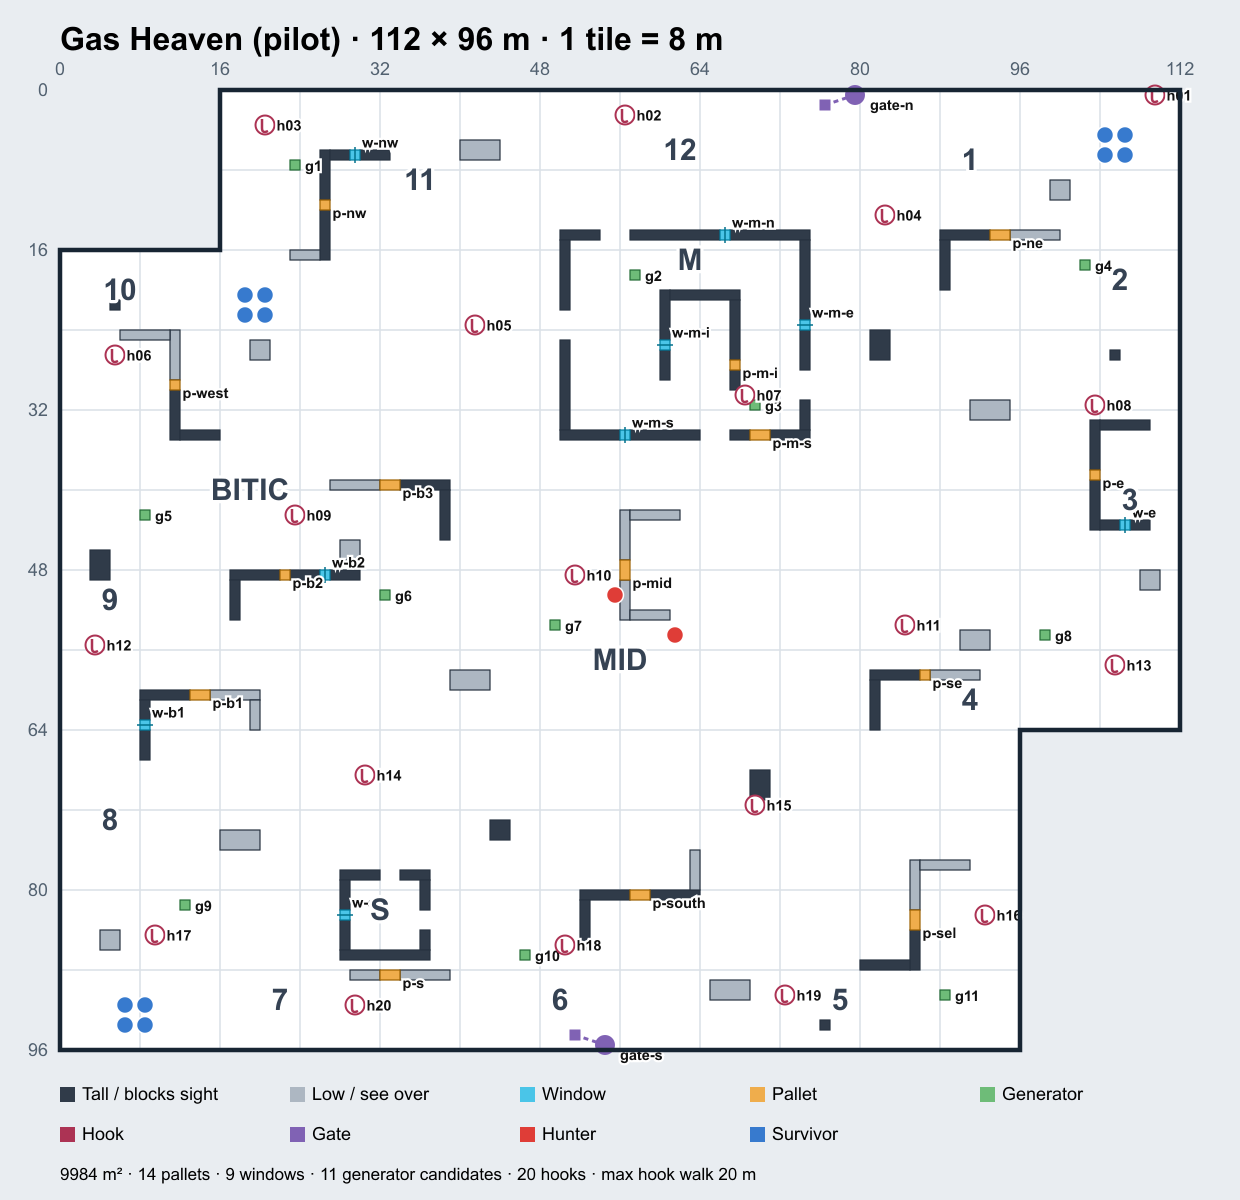 Gas Heaven (pilot) · 112 × 96 m · 1 tile = 8 m
0 16 32 48 64 80 96 112
0
gate-n
h01
h02
h03
w-nw
12
1
g1
11
p-nw
h04
w-m-n
p-ne
16
M
g4
g2
2
10
w-m-e
h05
w-m-i
h06
p-m-i
p-west
h07
g3
h08
32
w-m-s
p-m-s
BITIC
p-b3
p-e
3
w-e
g5
h09
w-b2
48
h10
p-mid
p-b2
9
g6
g7
h11
g8
h12
MID
h13
p-se
4
p-b1
w-b1
64
h14
h15
8
80
w-
S
p-south
g9
h16
h17
p-sel
h18
g10
p-s
7
h20
6
h19
5
g11
96
gate-s
Tall / blocks sight
Low / see over
Window
Pallet
Generator
Hook
Gate
Hunter
Survivor
9984 m² · 14 pallets · 9 windows · 11 generator candidates · 20 hooks · max hook walk 20 m